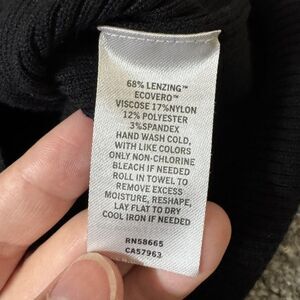 68% LENZING™
ECOVERO™
VISCOSE 17%NYLON
12% POLYESTER
3%SPANDEX
HAND WASH COLD,
WITH LIKE COLORS
ONLY NON-CHLORINE
BLEACH IF NEEDED
ROLL IN TOWEL TO
REMOVE EXCESS
MOISTURE, RESHAPE,
LAY FLAT TO DRY
COOL IRON IF NEEDED
RN58665
CA57963